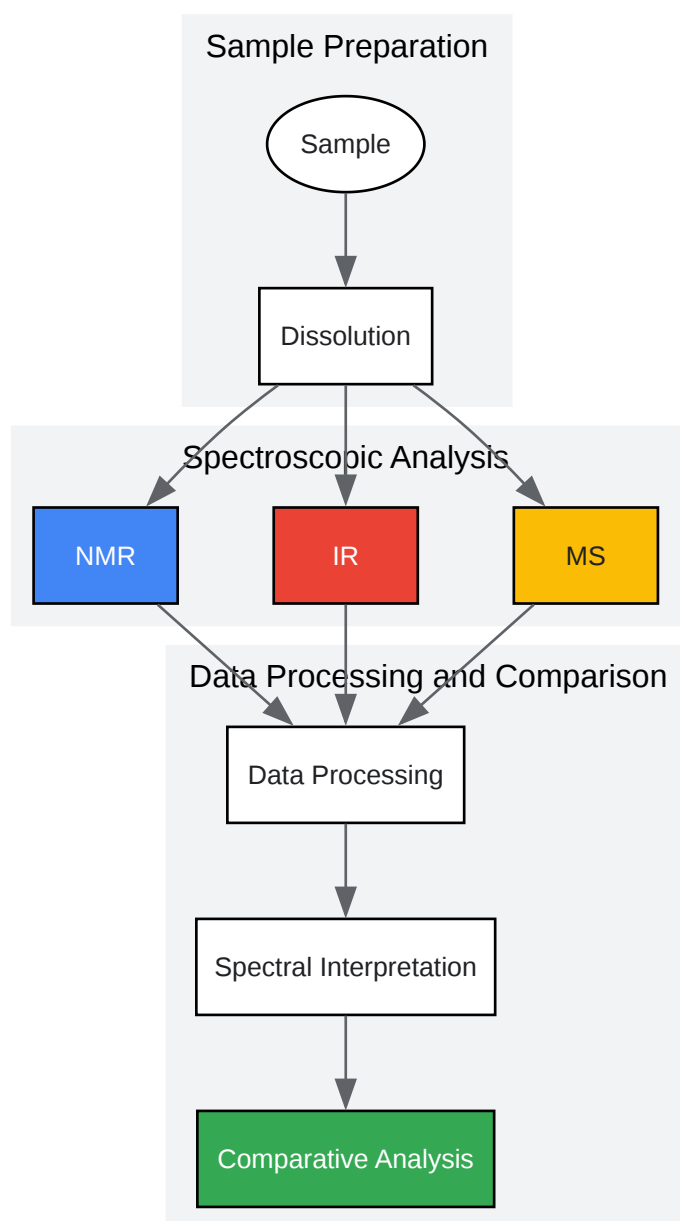 Sample Preparation
Sample
Dissolution
Spectroscopic Analysis
NMR
IR
MS
Data Processing and Comparison
Data Processing
Spectral Interpretation
Comparative Analysis